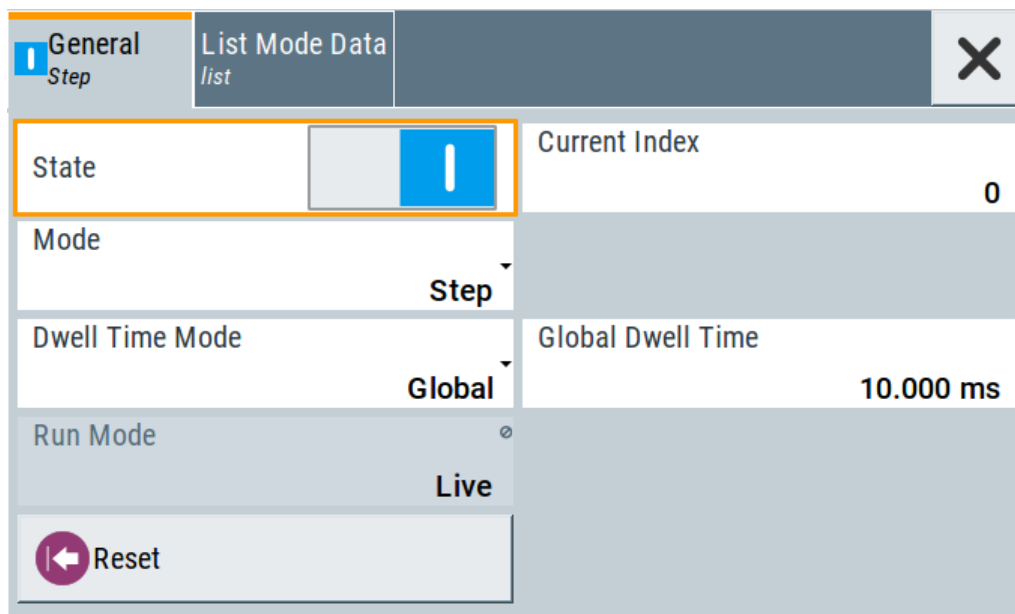 General
Step
List Mode Data
list
State
Current Index
0
Mode
Step
Dwell Time Mode
Global
Global Dwell Time
10.000 ms
Run Mode
Live
Reset